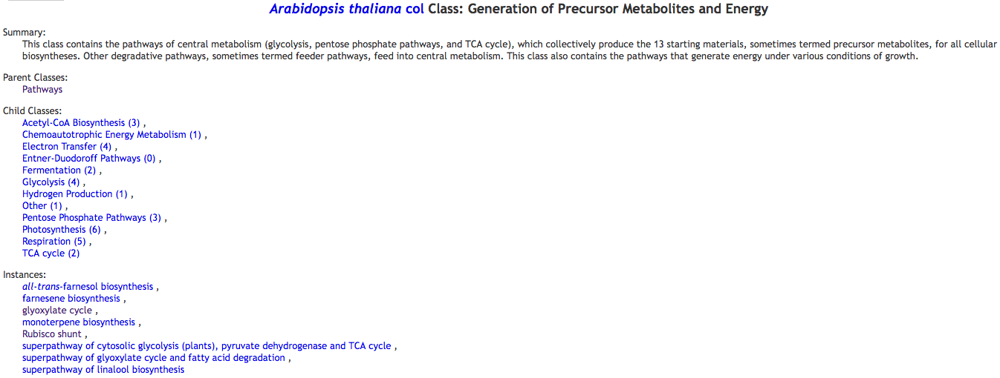 Arabidopsis thaliana col Class: Generation of Precursor Metabolites and Energy
Summary:
This class contains the pathways of central metabolism (glycolysis, pentose phosphate pathways, and TCA cycle), which collectively produce the 13 starting materials, sometimes termed precursor metabolites, for all cellular
biosyntheses. Other degradative pathways, sometimes termed feeder pathways, feed into central metabolism. This class also contains the pathways that generate energy under various conditions of growth.
Parent Classes:
Pathways
Child Classes:
Acetyl-CoA Biosynthesis (3) ,
Chemoautotrophic Energy Metabolism (1) ,
Electron Transfer (4) ,
Entner-Duodoroff Pathways (0) ,
Fermentation (2) ,
Glycolysis (4) ,
Hydrogen Production (1) ,
Other (1) ,
Pentose Phosphate Pathways (3) ,
Photosynthesis (6) ,
Respiration (5) ,
TCA cycle (2)
Instances:
all-trans-farnesol biosynthesis ,
farnesene biosynthesis ,
glyoxylate cycle ,
monoterpene biosynthesis ,
Rubisco shunt ,
superpathway of cytosolic glycolysis (plants), pyruvate dehydrogenase and TCA cycle ,
superpathway of glyoxylate cycle and fatty acid degradation ,
superpathway of linalool biosynthesis